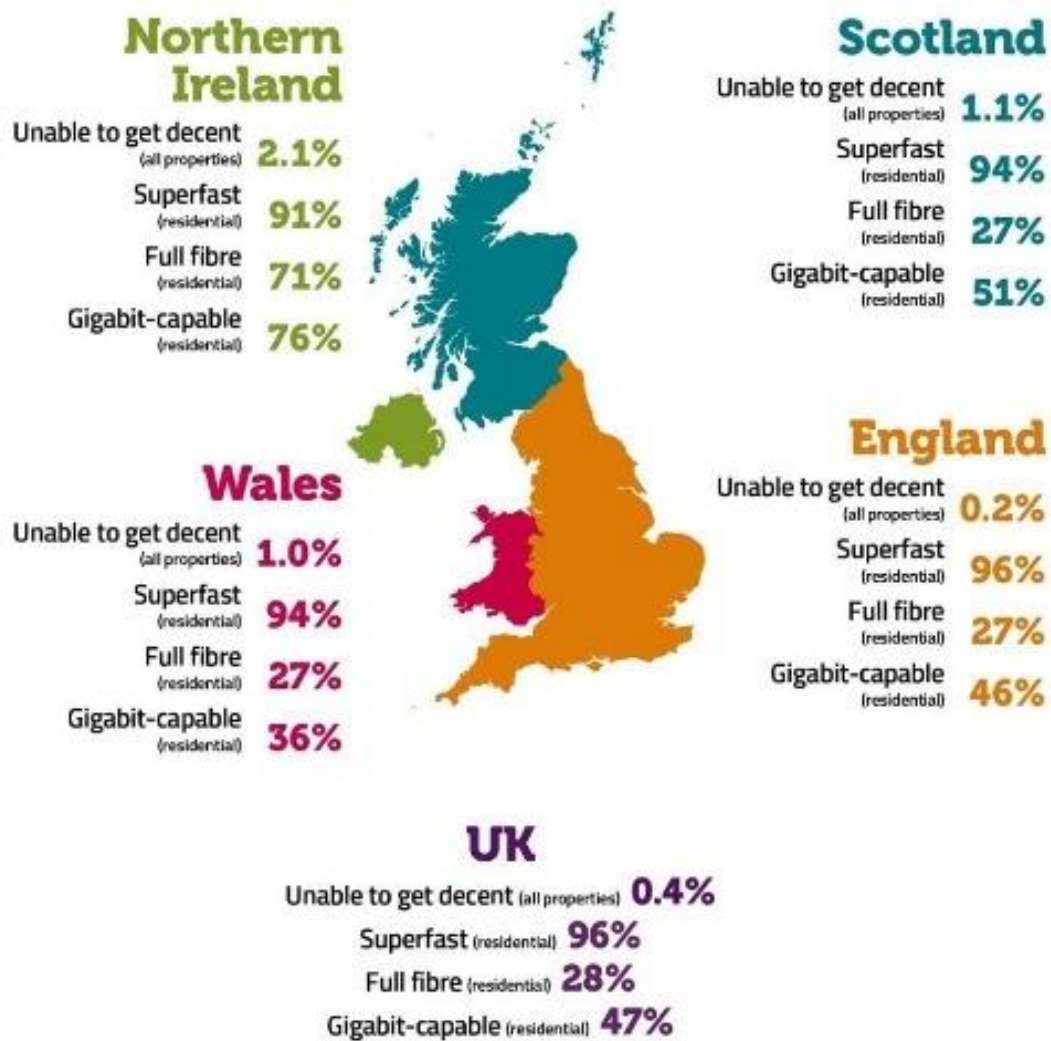 Northern
Ireland
Unable to get decent
(all properties) 2.1%
Superfast
(residential) 91%
Full fibre
(residential) 71%
Gigabit-capable
(residential) 76%
Scotland
Unable to get decent
(all properties) 1.1%
Superfast
(residential) 94%
Full fibre
(residential) 27%
Gigabit-capable
(residential) 51%
Wales
Unable to get decent
(all properties) 1.0%
Superfast
(residential) 94%
Full fibre
(residential) 27%
Gigabit-capable
(residential) 36%
England
Unable to get decent
(all properties) 0.2%
Superfast
(residential) 96%
Full fibre
(residential) 27%
Gigabit-capable
(residential) 46%
UK
Unable to get decent (all properties) 0.4%
Superfast (residential) 96%
Full fibre (residential) 28%
Gigabit-capable (residential) 47%